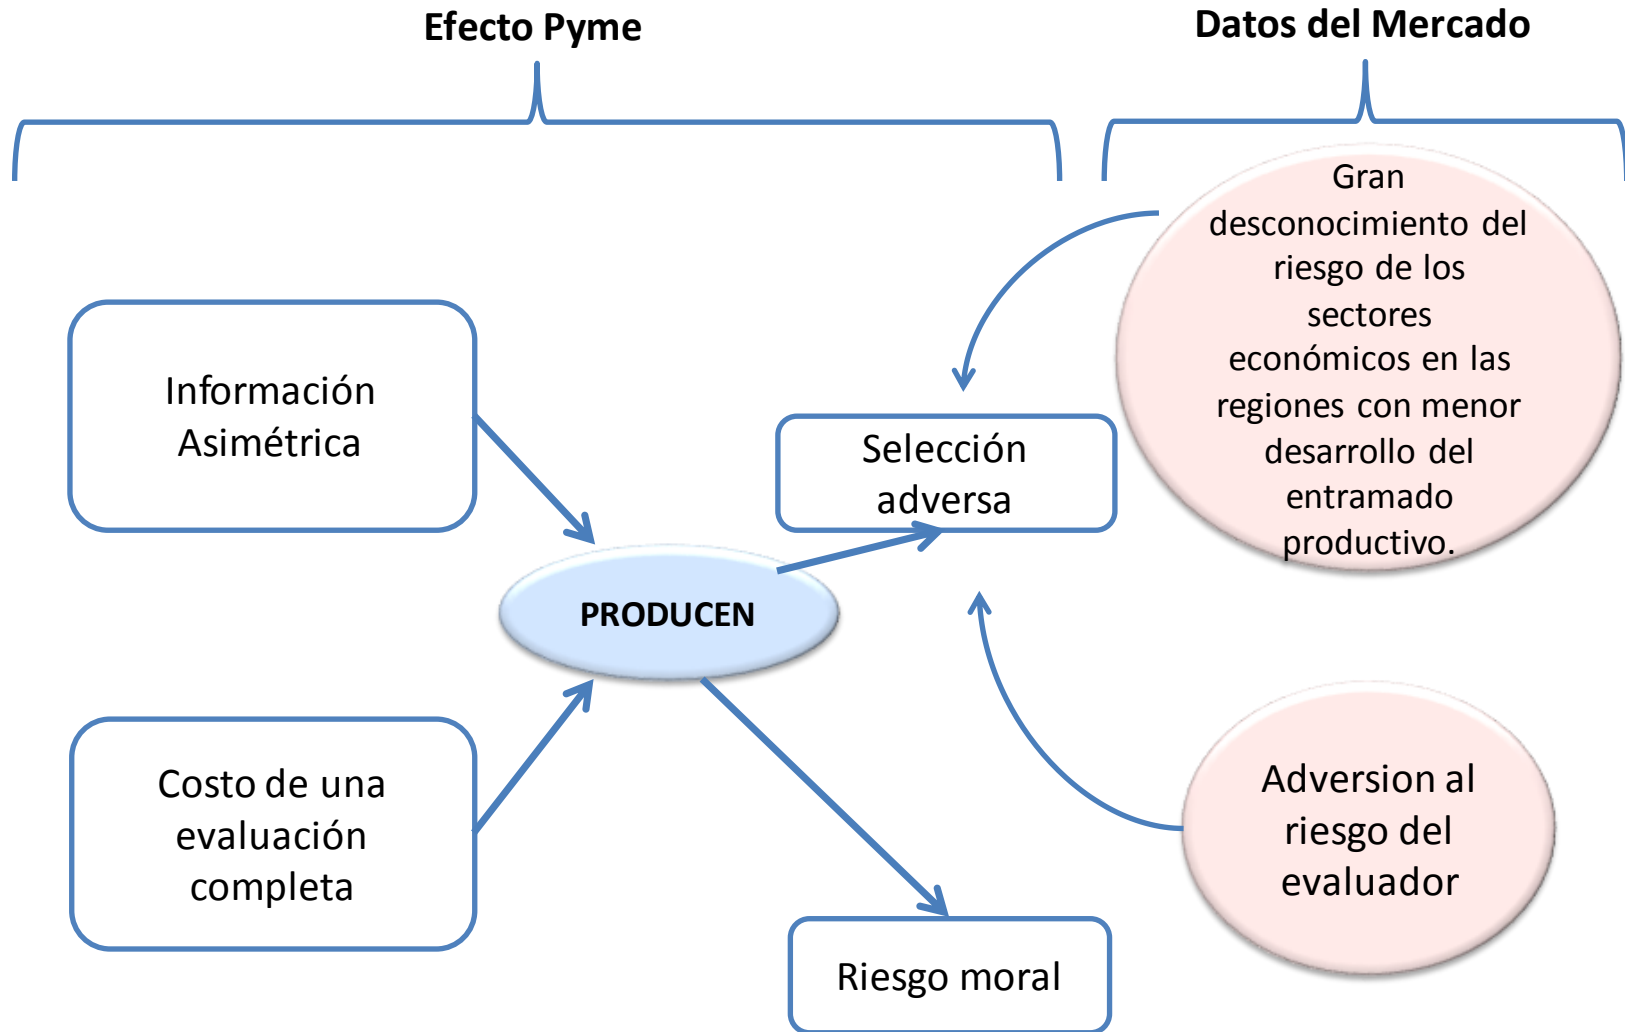 Efecto Pyme
Datos del Mercado
Gran
desconocimiento del
riesgo de los
sectores
económicos en las
regiones con menor
desarrollo del
entramado
productivo.
Információn
Asimétrica
Selección
adversa
PRODUCEN
Costo de una
evaluación
completa
Adversion al
riesgo del
evaluador
Riesgo moral